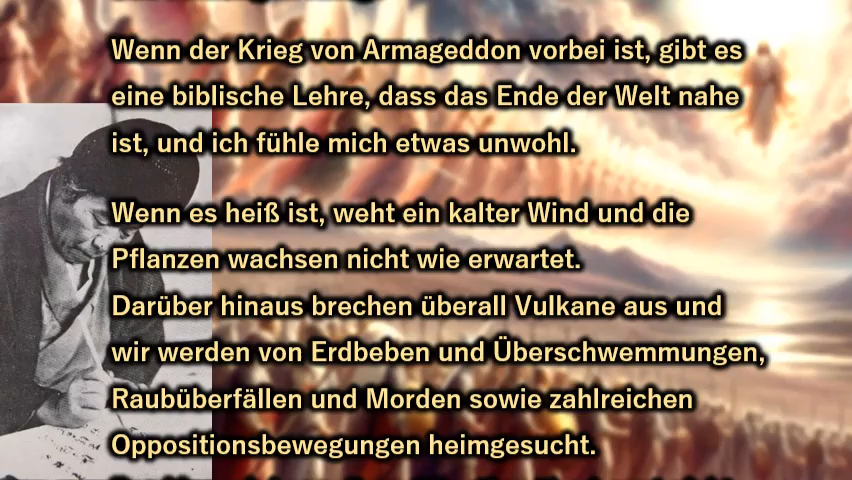 Wenn der Krieg von Armageddon vorbei ist, gibt es
eine biblische Lehre, dass das Ende der Welt nahe
ist, und ich fühle mich etwas unwohl.
Wenn es heiß ist, weht ein kalter Wind und die
Pflanzen wachsen nicht wie erwartet.
Darüber hinaus brechen überall Vulkane aus und
wir werden von Erdbeben und Überschwemmungen,
Raubüberfällen und Morden sowie zahlreichen
Oppositionsbewegungen heimgesucht.